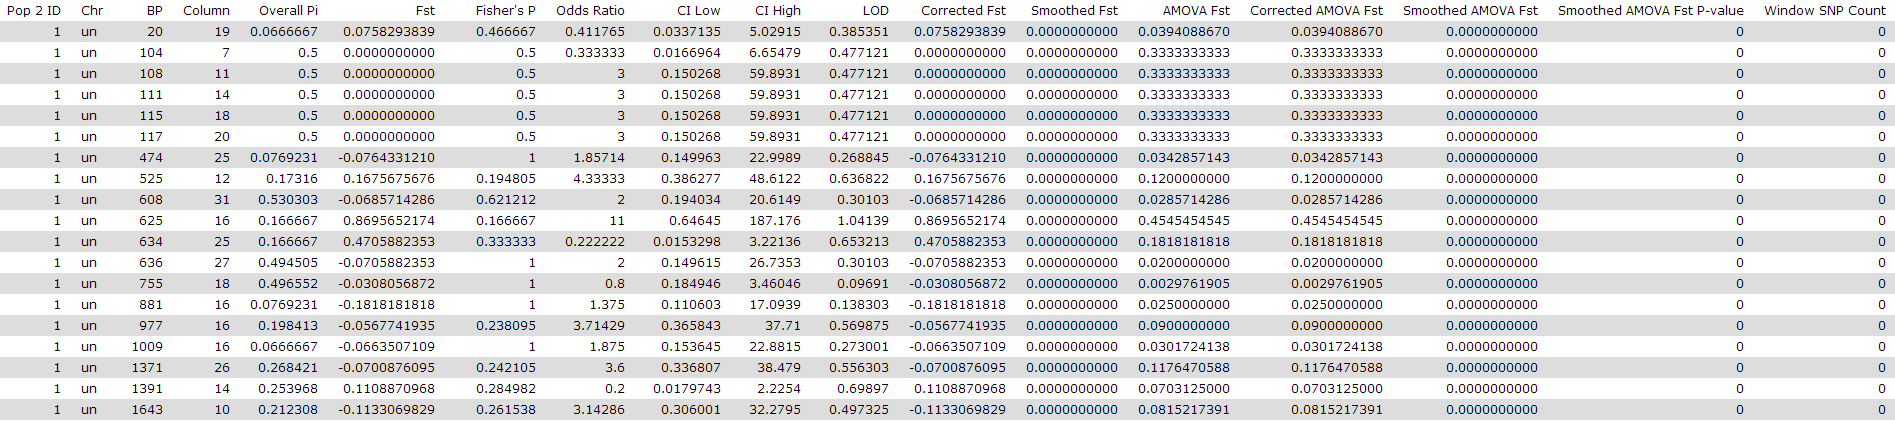 Pop 2 ID Chr BP Column Overall Pi Fst Fisher's P Odds Ratio CI Low CI High LOD Corrected Fst Smoothed Fst AMOVA Fst Corrected AMOVA Fst Smoothed AMOVA Fst Smoothed AMOVA Fst P-value Window SNP Count
1 un 20 19 0.0666667 0.0758293839 0.466667 0.411765 0.0337135 5.02915 0.385351 0.0758293839 0.0000000000 0.0394088670 0.0394088670 0.0000000000 0 0
1 un 104 7 0.5 0.0000000000 0.5 0.333333 0.0166964 6.65479 0.477121 0.0000000000 0.0000000000 0.3333333333 0.3333333333 0.0000000000 0 0
1 un 108 11 0.5 0.0000000000 0.5 3 0.150268 59.8931 0.477121 0.0000000000 0.0000000000 0.3333333333 0.3333333333 0.0000000000 0 0
1 un 111 14 0.5 0.0000000000 0.5 3 0.150268 59.8931 0.477121 0.0000000000 0.0000000000 0.3333333333 0.3333333333 0.0000000000 0 0
1 un 115 18 0.5 0.0000000000 0.5 3 0.150268 59.8931 0.477121 0.0000000000 0.0000000000 0.3333333333 0.3333333333 0.0000000000 0 0
1 un 117 20 0.5 0.0000000000 0.5 3 0.150268 59.8931 0.477121 0.0000000000 0.0000000000 0.3333333333 0.3333333333 0.0000000000 0 0
1 un 474 25 0.0769231 -0.0764331210 1 1.85714 0.149963 22.9989 0.268845 -0.0764331210 0.0000000000 0.0342857143 0.0342857143 0.0000000000 0 0
1 un 525 12 0.17316 0.1675675676 0.194805 4.33333 0.386277 48.6122 0.636822 0.1675675676 0.0000000000 0.1200000000 0.1200000000 0.0000000000 0 0
1 un 608 31 0.530303 -0.0685714286 0.621212 2 0.194034 20.6149 0.30103 -0.0685714286 0.0000000000 0.0285714286 0.0285714286 0.0000000000 0 0
1 un 625 16 0.166667 0.8695652174 0.166667 11 0.64645 187.176 1.04139 0.8695652174 0.0000000000 0.4545454545 0.4545454545 0.0000000000 0 0
1 un 634 25 0.166667 0.4705882353 0.333333 0.222222 0.0153298 3.22136 0.653213 0.4705882353 0.0000000000 0.1818181818 0.1818181818 0.0000000000 0 0
1 un 636 27 0.494505 -0.0705882353 1 2 0.149615 26.7353 0.30103 -0.0705882353 0.0000000000 0.0200000000 0.0200000000 0.0000000000 0 0
1 un 755 18 0.496552 -0.0308056872 1 0.8 0.184946 3.46046 0.09691 -0.0308056872 0.0000000000 0.0029761905 0.0029761905 0.0000000000 0 0
1 un 881 16 0.0769231 -0.1818181818 1 1.375 0.110603 17.0939 0.138303 -0.1818181818 0.0000000000 0.0250000000 0.0250000000 0.0000000000 0 0
1 un 977 16 0.198413 -0.0567741935 0.238095 3.71429 0.365843 37.71 0.569875 -0.0567741935 0.0000000000 0.0900000000 0.0900000000 0.0000000000 0 0
1 un 1009 16 0.0666667 -0.0663507109 1 1.875 0.153645 22.8815 0.273001 -0.0663507109 0.0000000000 0.0301724138 0.0301724138 0.0000000000 0 0
1 un 1371 26 0.268421 -0.0700876095 0.242105 3.6 0.336807 38.479 0.556303 -0.0700876095 0.0000000000 0.1176470588 0.1176470588 0.0000000000 0 0
1 un 1391 14 0.253968 0.1108870968 0.284982 0.2 0.0179743 2.2254 0.69897 0.1108870968 0.0000000000 0.0703125000 0.0703125000 0.0000000000 0 0
1 un 1643 10 0.212308 -0.1133069829 0.261538 3.14286 0.306001 32.2795 0.497325 -0.1133069829 0.0000000000 0.0815217391 0.0815217391 0.0000000000 0 0